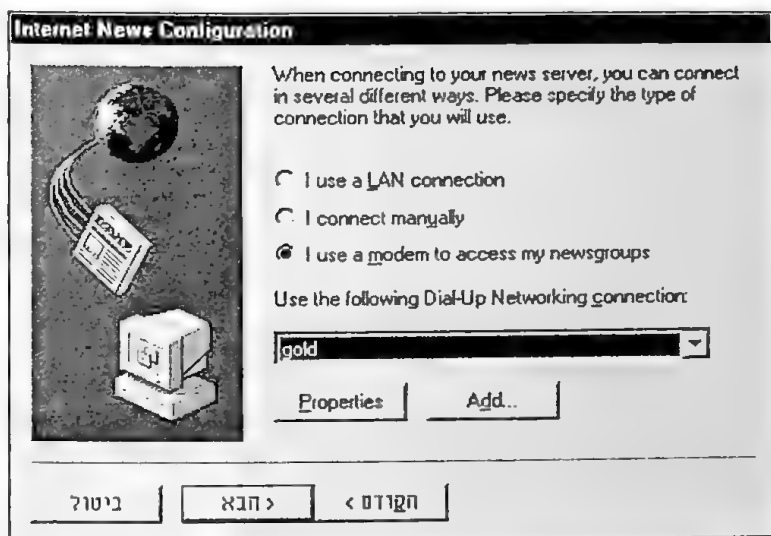 Internet News Configuration
When connecting to your news server, you can connect
in several different ways. Please specify the type of
connection that you will use.
I use a LAN connection
I connect manually
I use a modem to access my newsgroups
Use the following Dial-Up Networking connection:
gold
Properties
Add...
ביטול
הבא >
< הקודם